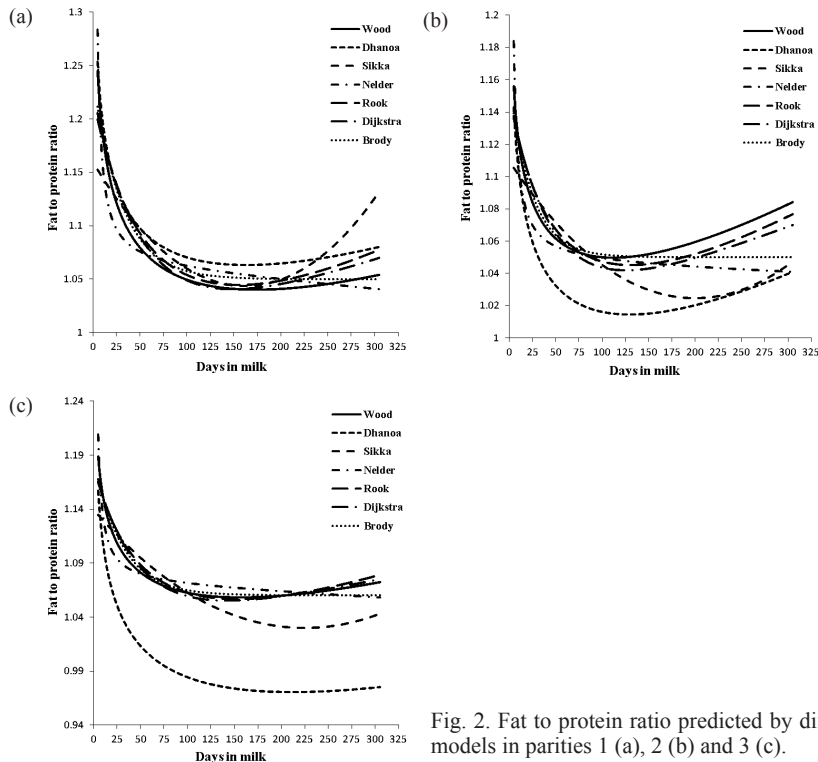 (a)
1.3
1.25
1.2
1.15
1.1
1.05
1
Fat to protein ratio
0 25 50 75 100 125 150 175 200 225 250 275 300 325
Days in milk
Wood
Dhanoa
Sikka
Nelder
Rook
Dijkstra
Brody
(b)
1.2
1.18
1.16
1.14
1.12
1.1
1.08
1.06
1.04
1.02
1
Fat to protein ratio
0 25 50 75 100 125 150 175 200 225 250 275 300 325
Days in milk
Wood
Dhanoa
Sikka
Nelder
Rook
Dijkstra
Brody
(c)
1.24
1.19
1.14
1.09
1.04
0.99
0.94
Fat to protein ratio
0 25 50 75 100 125 150 175 200 225 250 275 300 325
Days in milk
Wood
Dhanoa
Sikka
Nelder
Rook
Dijkstra
Brody
Fig. 2. Fat to protein ratio predicted by di
models in parities 1 (a), 2 (b) and 3 (c).